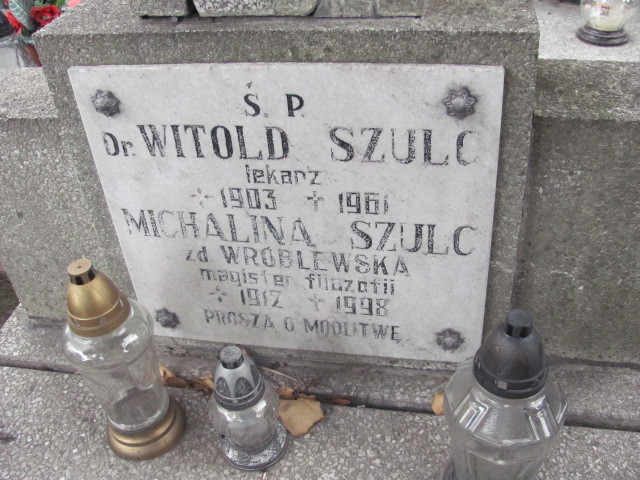 Ś. P.
Dr. WITOLD SZULC
lekarz
1903 + 1961
MICHALINA SZULC
zd. WRÓBLEWSKA
magister filozofii
1912 + 1998
PROSZĄ O MODLITWĘ